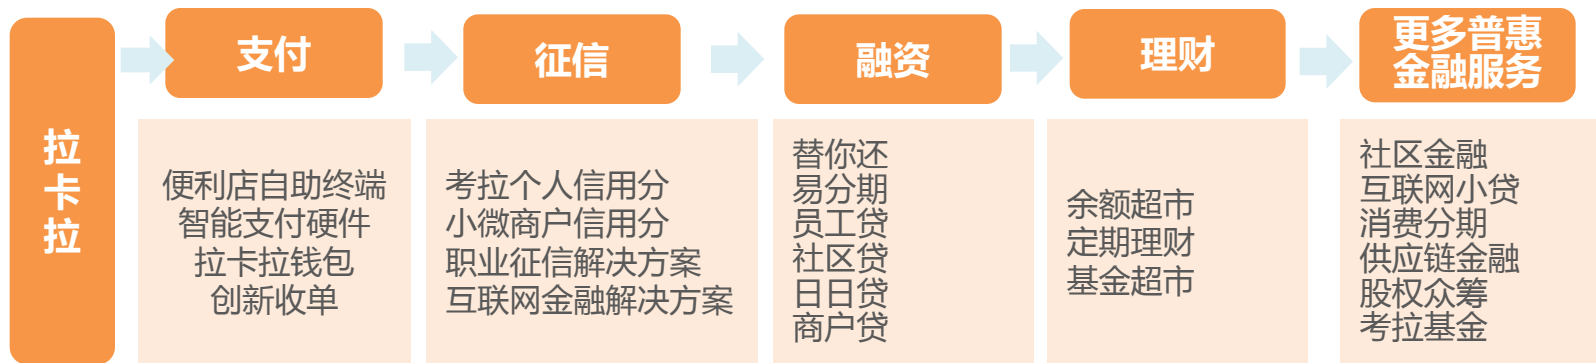 拉
卡
拉
支付
便利店自助终端
智能支付硬件
拉卡拉钱包
创新收单
征信
考拉个人信用分
小微商户信用分
职业征信解决方案
互联网金融解决方案
融资
替你还
易分期
员工贷
社区贷
日日贷
商户贷
理财
余额超市
定期理财
基金超市
更多普惠
金融服务
社区金融
互联网小贷
消费分期
供应链金融
股权众筹
考拉基金